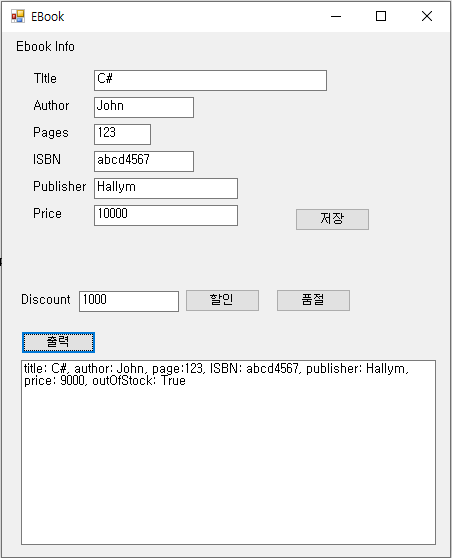 EBook
Ebook Info
TItle C#
Author John
Pages 123
ISBN abcd4567
Publisher Hallym
Price 10000 저장
Discount 1000 할인 품절
출력
title: C#, author: John, page:123, ISBN: abcd4567, publisher: Hallym,
price: 9000, outOfStock: True